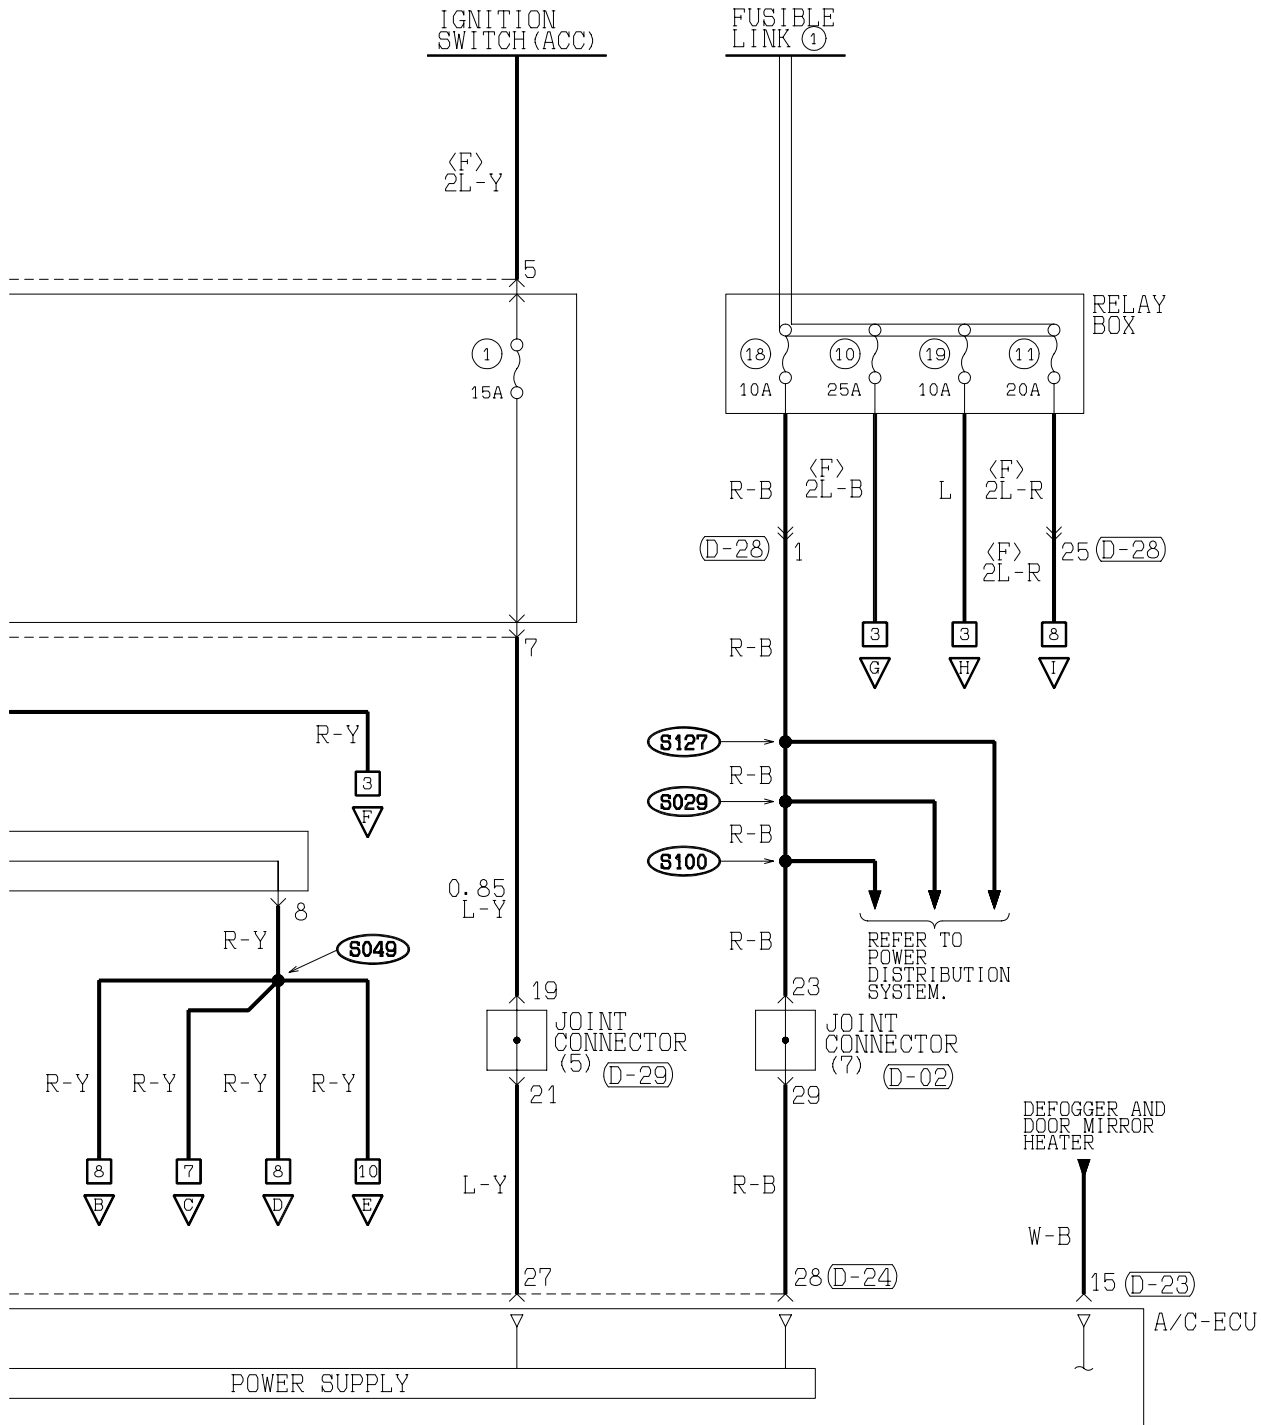 IGNITION
SWITCH(ACC)
FUSIBLE
LINK ①
<F>
2L-Y
5
RELAY
BOX
1
15A
18
10A
10
25A
19
10A
11
20A
R-B
<F>
2L-B
L
<F>
2L-R
(D-28)
1
<F>
2L-R
25 (D-28)
7
R-B
3
3
8
G
H
I
R-Y
3
F
S127
R-B
S029
R-B
S100
0.85
L-Y
8
R-Y
S049
R-B
REFER TO
POWER
DISTRIBUTION
SYSTEM.
19
23
JOINT
CONNECTOR
(5) (D-29)
JOINT
CONNECTOR
(7) (D-02)
21
29
R-Y
R-Y
R-Y
R-Y
DEFOGGER AND
DOOR MIRROR
HEATER
8
7
8
10
B
C
D
E
L-Y
R-B
W-B
27
28 (D-24)
15 (D-23)
A/C-ECU
POWER SUPPLY